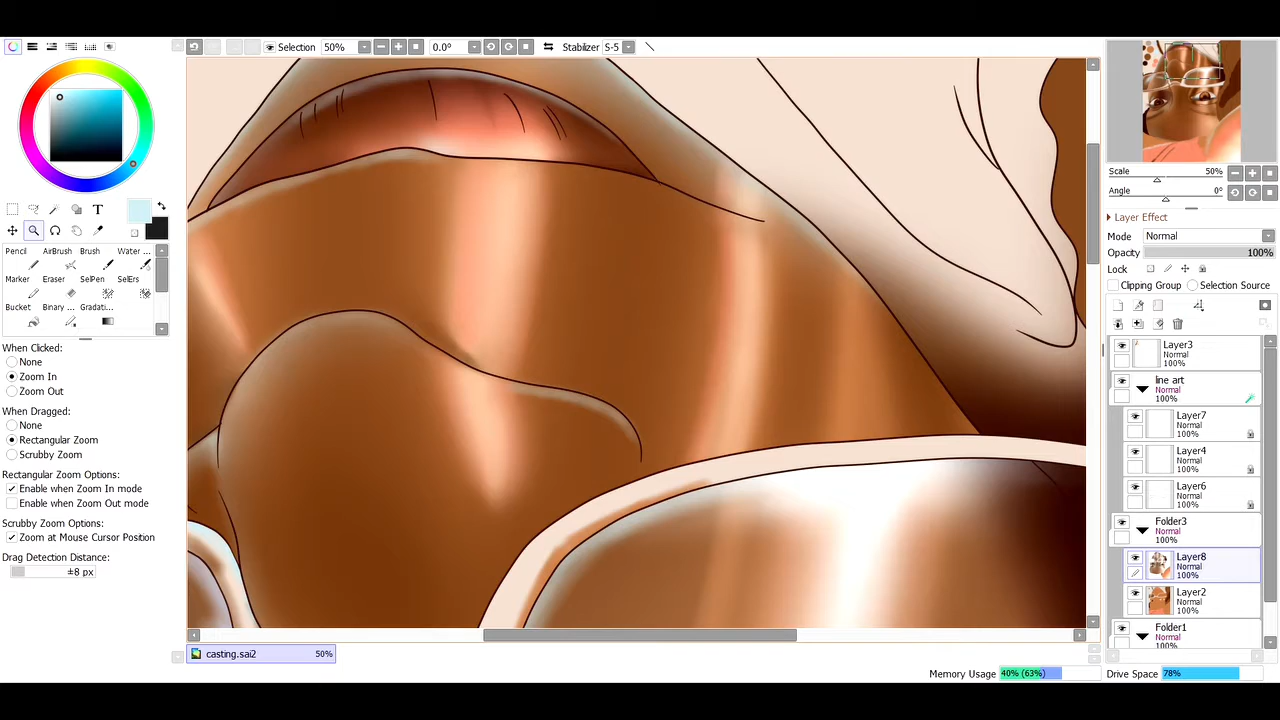 Selection 50% 0.0° Stabilizer S-5
T
Pencil AirBrush Brush Water ...
Marker Eraser SelPen SelErs
Bucket Binary ... Gradati...
When Clicked:
None
Zoom In
Zoom Out
When Dragged:
None
Rectangular Zoom
Scrubby Zoom
Rectangular Zoom Options:
Enable when Zoom In mode
Enable when Zoom Out mode
Scrubby Zoom Options:
Zoom at Mouse Cursor Position
Drag Detection Distance:
±8 px
casting.sai2 50%
Memory Usage 40% (63%) Drive Space 78%
Scale 50%
Angle 0°
Layer Effect
Mode Normal
Opacity 100%
Lock
Clipping Group Selection Source
Layer3
Normal
100%
line art
Normal
100%
Layer7
Normal
100%
Layer4
Normal
100%
Layer6
Normal
100%
Folder3
Normal
100%
Layer8
Normal
100%
Layer2
Normal
100%
Folder1
Normal
100%